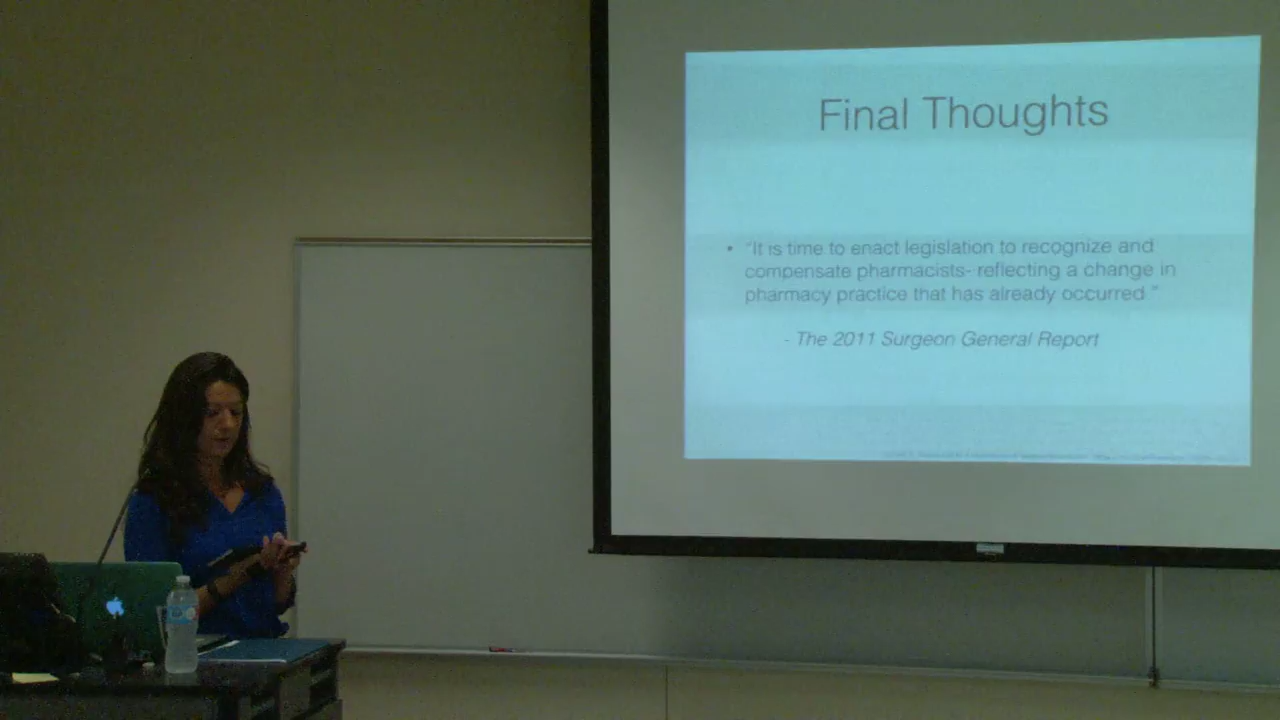 Final Thoughts
• "It is time to enact legislation to recognize and
compensate pharmacists- reflecting a change in
pharmacy practice that has already occurred."
- The 2011 Surgeon General Report